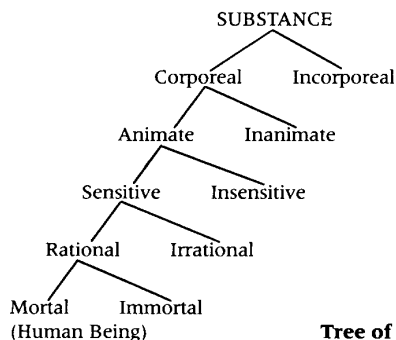 SUBSTANCE
Corporeal Incorporeal
Animate Inanimate
Sensitive Insensitive
Rational Irrational
Mortal Immortal
(Human Being) Tree of